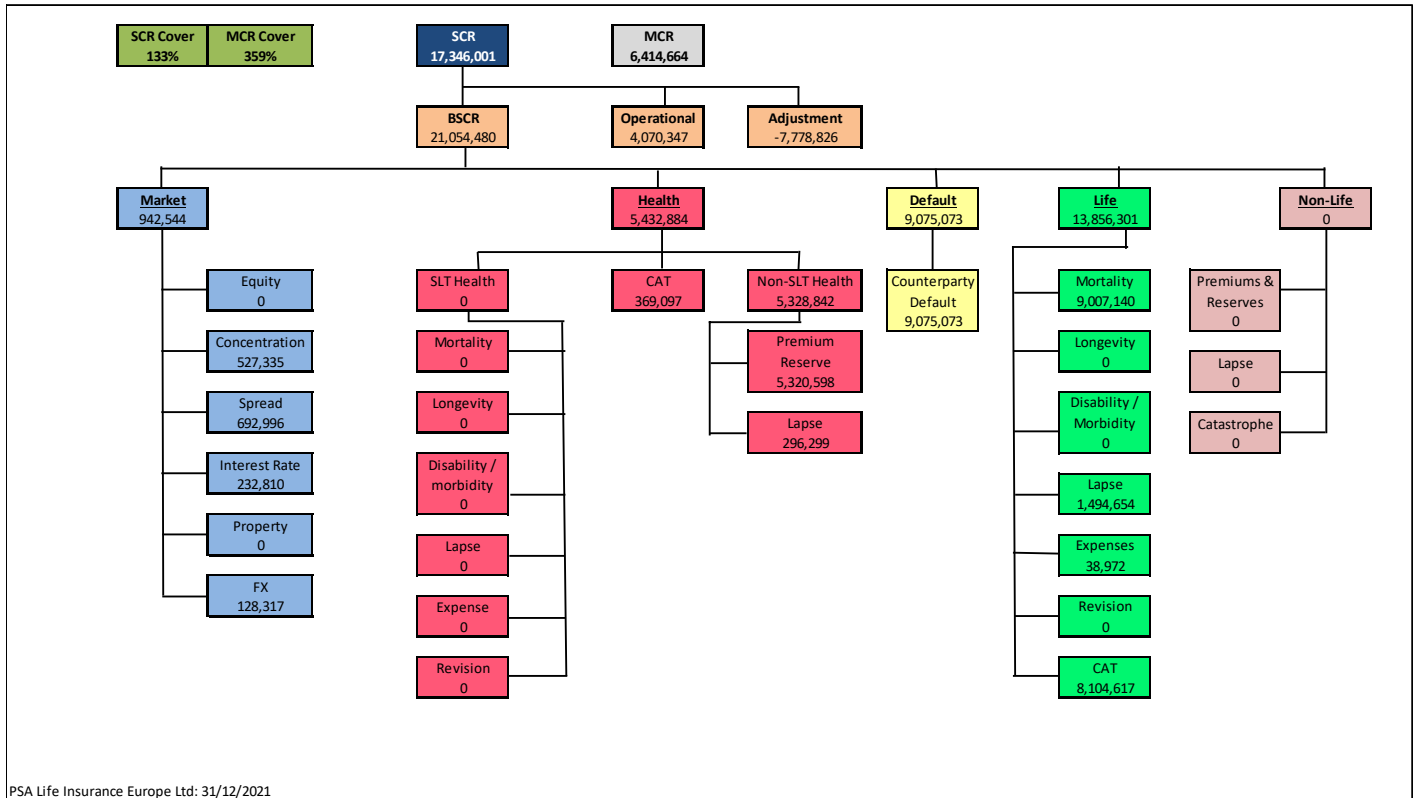 SCR Cover
133%
MCR Cover
359%
SCR
17,346,001
MCR
6,414,664
BSCR
21,054,480
Operational
4,070,347
Adjustment
-7,778,826
Market
942,544
Health
5,432,884
Default
9,075,073
Life
13,856,301
Non-Life
0
Equity
0
Concentration
527,335
Spread
692,996
Interest Rate
232,810
Property
0
FX
128,317
SLT Health
0
Mortality
0
Longevity
0
Disability /
morbidity
0
Lapse
0
Expense
0
Revision
0
CAT
369,097
Non-SLT Health
5,328,842
Premium
Reserve
5,320,598
Lapse
296,299
Counterparty
Default
9,075,073
Mortality
9,007,140
Longevity
0
Disability /
Morbidity
0
Lapse
1,494,654
Expenses
38,972
Revision
0
CAT
8,104,617
Premiums &
Reserves
0
Lapse
0
Catastrophe
0
PSA Life Insurance Europe Ltd: 31/12/2021